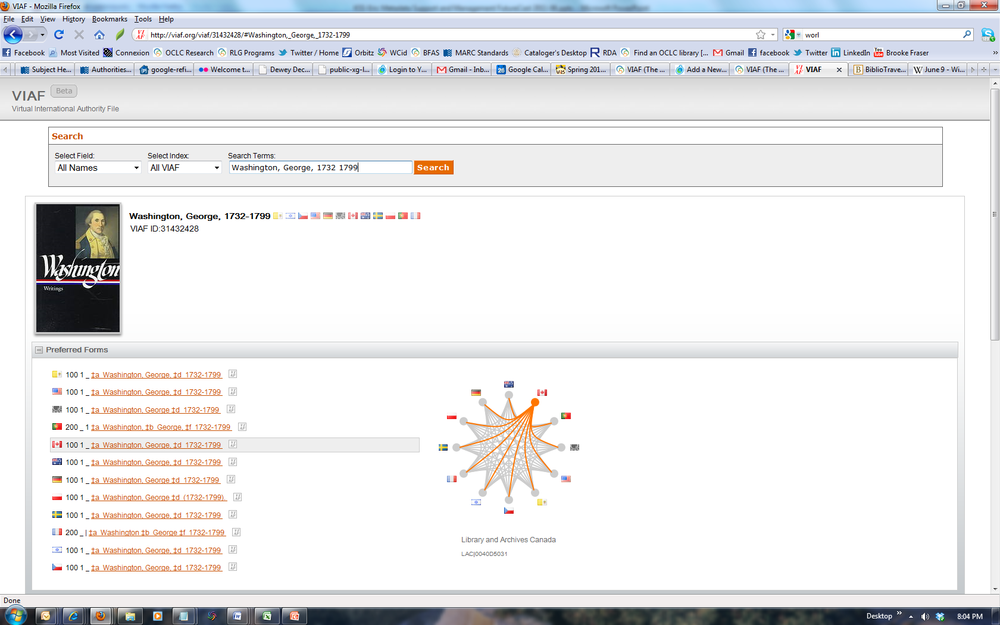 VIAF - Mozilla Firefox
File Edit View History Bookmarks Tools Help
http://viaf.org/viaf/31432428/#Washington,_George,_1732-1799
worl
Facebook Most Visited Connexion OCLC Research RLG Programs Twitter / Home Orbitz WCid BFAS MARC Standards Cataloger's Desktop RDA Find an OCLC library [... Gmail facebook Twitter LinkedIn Brooke Fraser
Subject He... Authorities... google-refi... Welcome t... Dewey Dec... public-xg-l... Login to Y... Gmail - Inb... Google Cal... Spring 201... VIAF (The ... Add a New... VIAF (The ... VIAF BiblioTrave... June 9 - Wi...
VIAF Beta
Virtual International Authority File
Search
Select Field: Select Index: Search Terms:
All Names All VIAF Washington, George, 1732 1799 Search
Washington, George, 1732-1799
VIAF ID:31432428
Washington
Writings
Preferred Forms
100 1 _ ‡a Washington, George, ‡d 1732-1799
100 1 _ ‡a Washington, George, ‡d 1732-1799
100 1 _ ‡a Washington, George ‡d 1732-1799
200 _ 1 ‡a Washington, ‡b George, ‡f 1732-1799
100 1 _ ‡a Washington, George, ‡d 1732-1799
100 1 _ ‡a Washington, George, ‡d 1732-1799
100 1 _ ‡a Washington, George ‡d 1732-1799
100 1 _ ‡a Washington, George ‡d (1732-1799).
100 1 _ ‡a Washington, George, ‡d 1732-1799
200 _ | ‡a Washington ‡b George ‡f 1732-1799
100 1 _ ‡a Washington, George, ‡d 1732-1799
100 1 _ ‡a Washington, George, ‡d 1732-1799
Library and Archives Canada
LAC|0040D5031
Done
Desktop 8:04 PM